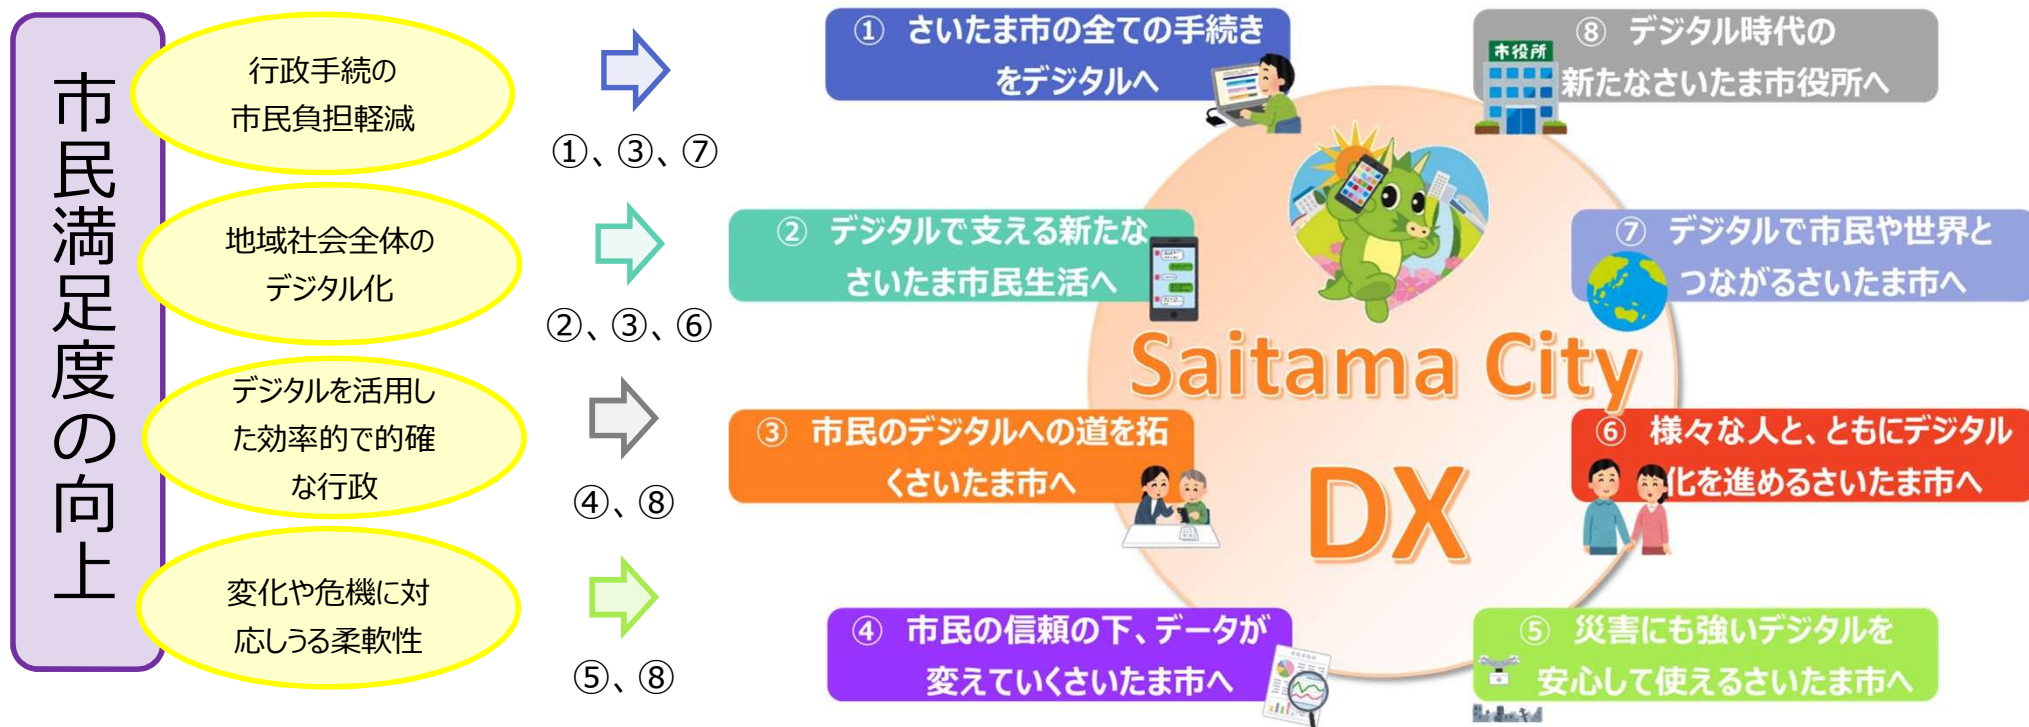 市民満足度の向上
行政手続の
市民負担軽減
①、③、⑦
地域社会全体の
デジタル化
②、③、⑥
デジタルを活用し
た効率的で的確
な行政
④、⑧
変化や危機に対
応しうる柔軟性
⑤、⑧
① さいたま市の全ての手続き
をデジタルへ
② デジタルで支える新たな
さいたま市民生活へ
③ 市民のデジタルへの道を拓
くさいたま市へ
④ 市民の信頼の下、データが
変えていくさいたま市へ
⑧ デジタル時代の
新たなさいたま市役所へ
市役所
⑦ デジタルで市民や世界と
つながるさいたま市へ
⑥ 様々な人と、ともにデジタル
化を進めるさいたま市へ
⑤ 災害にも強いデジタルを
安心して使えるさいたま市へ
Saitama City
DX